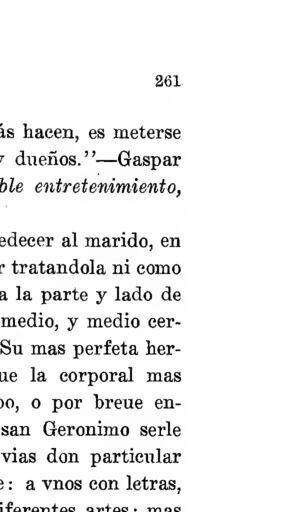 261
ás hacen, es meterse
y dueños."—Gaspar
ble entretenimiento,
edecer al marido, en
r tratandola ni como
a la parte y lado de
medio, y medio cer-
Su mas perfeta her-
ue la corporal mas
po, o por breue en-
san Geronimo serle
vias don particular
e: a vnos con letras,
iferentes artes; mas